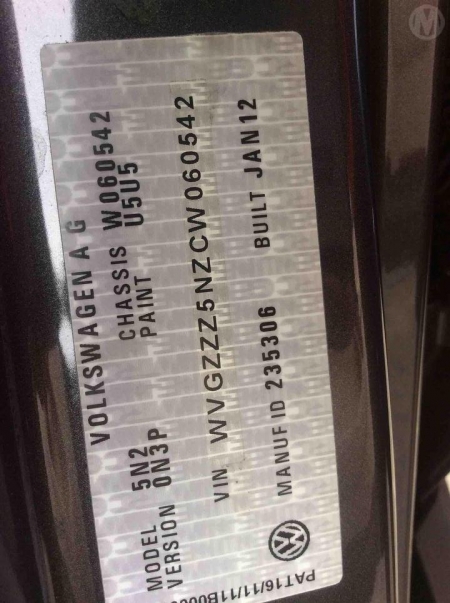 VOLKSWAGEN A G
MODEL 5N2 CHASSIS W060542
VERSION 0N3P PAINT U5U5
VIN WVGZZZ5NZCW060542
MANUF ID 235306 BUILT JAN12